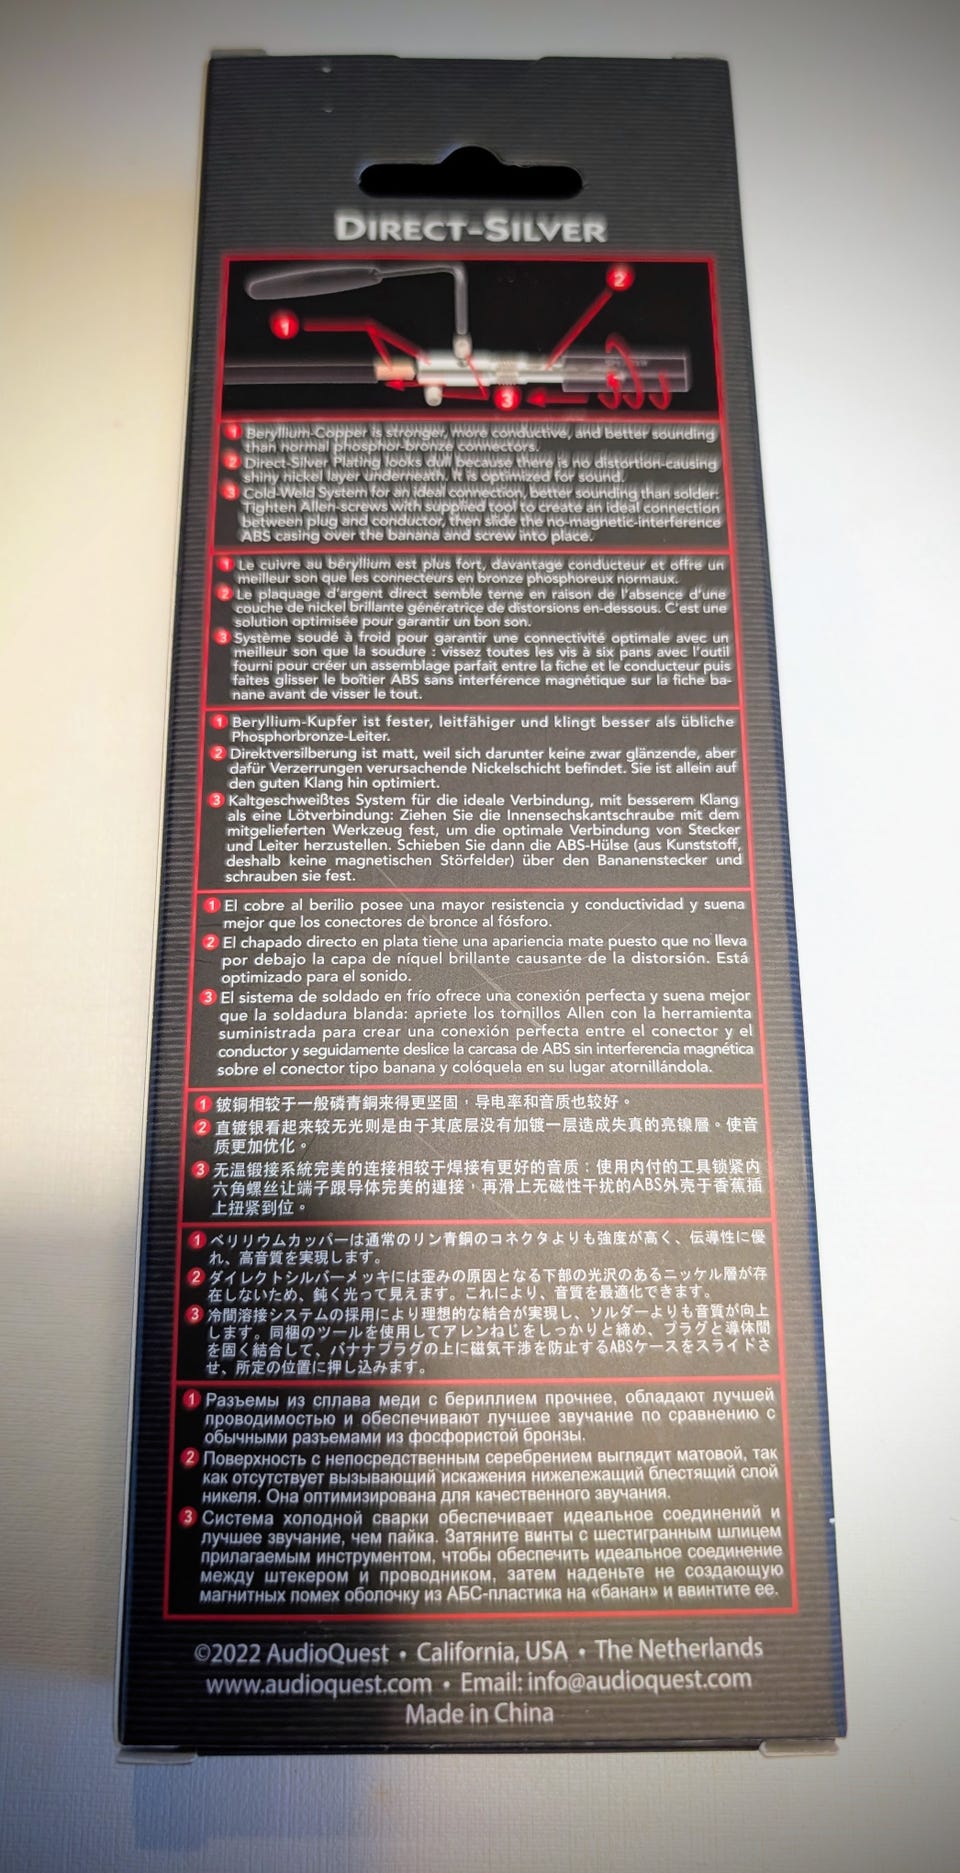 DIRECT-SILVER
2
1
3
1 Beryllium-Copper is stronger, more conductive, and better sounding
than normal phosphor-bronze connectors.
2 Direct-Silver Plating looks dull because there is no distortion-causing
shiny nickel layer underneath. It is optimized for sound.
3 Cold-Weld System for an ideal connection, better sounding than solder:
Tighten Allen-screws with supplied tool to create an ideal connection
between plug and conductor, then slide the no-magnetic-interference
ABS casing over the banana and screw into place.
1 Le cuivre au béryllium est plus fort, davantage conducteur et offre un
meilleur son que les connecteurs en bronze phosphoreux normaux.
2 Le plaquage d'argent direct semble terne en raison de l'absence d'une
couche de nickel brillante génératrice de distorsions en-dessous. C'est une
solution optimisée pour garantir un bon son.
3 Système soudé à froid pour garantir une connectivité optimale avec un
meilleur son que la soudure : vissez toutes les vis à six pans avec l'outil
fourni pour créer un assemblage parfait entre la fiche et le conducteur puis
faites glisser le boîtier ABS sans interférence magnétique sur la fiche ba-
nane avant de visser le tout.
1 Beryllium-Kupfer ist fester, leitfähiger und klingt besser als übliche
Phosphorbronze-Leiter.
2 Direktversilberung ist matt, weil sich darunter keine zwar glänzende, aber
dafür Verzerrungen verursachende Nickelschicht befindet. Sie ist allein auf
den guten Klang hin optimiert.
3 Kaltgeschweißtes System für die ideale Verbindung, mit besserem Klang
als eine Lötverbindung: Ziehen Sie die Innensechskantschraube mit dem
mitgelieferten Werkzeug fest, um die optimale Verbindung von Stecker
und Leiter herzustellen. Schieben Sie dann die ABS-Hülse (aus Kunststoff,
deshalb keine magnetischen Störfelder) über den Bananenstecker und
schrauben sie fest.
1 El cobre al berilio posee una mayor resistencia y conductividad y suena
mejor que los conectores de bronce al fósforo.
2 El chapado directo en plata tiene una apariencia mate puesto que no lleva
por debajo la capa de níquel brillante causante de la distorsión. Está
optimizado para el sonido.
3 El sistema de soldado en frío ofrece una conexión perfecta y suena mejor
que la soldadura blanda: apriete los tornillos Allen con la herramienta
suministrada para crear una conexión perfecta entre el conector y el
conductor y seguidamente deslice la carcasa de ABS sin interferencia magnética
sobre el conector tipo banana y colóquela en su lugar atornillándola.
1 铍铜相较于一般磷青銅来得更坚固，导电率和音质也较好。
2 直镀银看起来较无光则是由于其底层没有加镀一层造成失真的亮镍層。使音
质更加优化。
3 无温锻接系統完美的连接相较于焊接有更好的音质：使用内付的工具锁紧内
六角螺丝让端子跟导体完美的連接，再滑上无磁性干扰的ABS外壳于香蕉插
上扭紧到位。
1 ベリリウムカッパーは通常のリン青銅のコネクタよりも強度が高く、伝導性に優
れ、高音質を実現します。
2 ダイレクトシルバーメッキには歪みの原因となる下部の光沢のあるニッケル層が存
在しないため、鈍く光って見えます。これにより、音質を最適化できます。
3 冷間溶接システムの採用により理想的な結合が実現し、ソルダーよりも音質が向上
します。同梱のツールを使用してアレンねじをしっかりと締め、プラグと導体間
を固く結合して、バナナプラグの上に磁気干渉を防止するABSケースをスライドさ
せ、所定の位置に押し込みます。
1 Разъемы из сплава меди с бериллием прочнее, обладают лучшей
проводимостью и обеспечивают лучшее звучание по сравнению с
обычными разъемами из фосфористой бронзы.
2 Поверхность с непосредственным серебрением выглядит матовой, так
как отсутствует вызывающий искажения нижележащий блестящий слой
никеля. Она оптимизирована для качественного звучания.
3 Система холодной сварки обеспечивает идеальное соединений и
лучшее звучание, чем пайка. Затяните винты с шестигранным шлицем
прилагаемым инструментом, чтобы обеспечить идеальное соединение
между штекером и проводником, затем наденьте не создающую
магнитных помех оболочку из АБС-пластика на «банан» и ввинтите ее.
©2022 AudioQuest • California, USA • The Netherlands
www.audioquest.com • Email: info@audioquest.com
Made in China